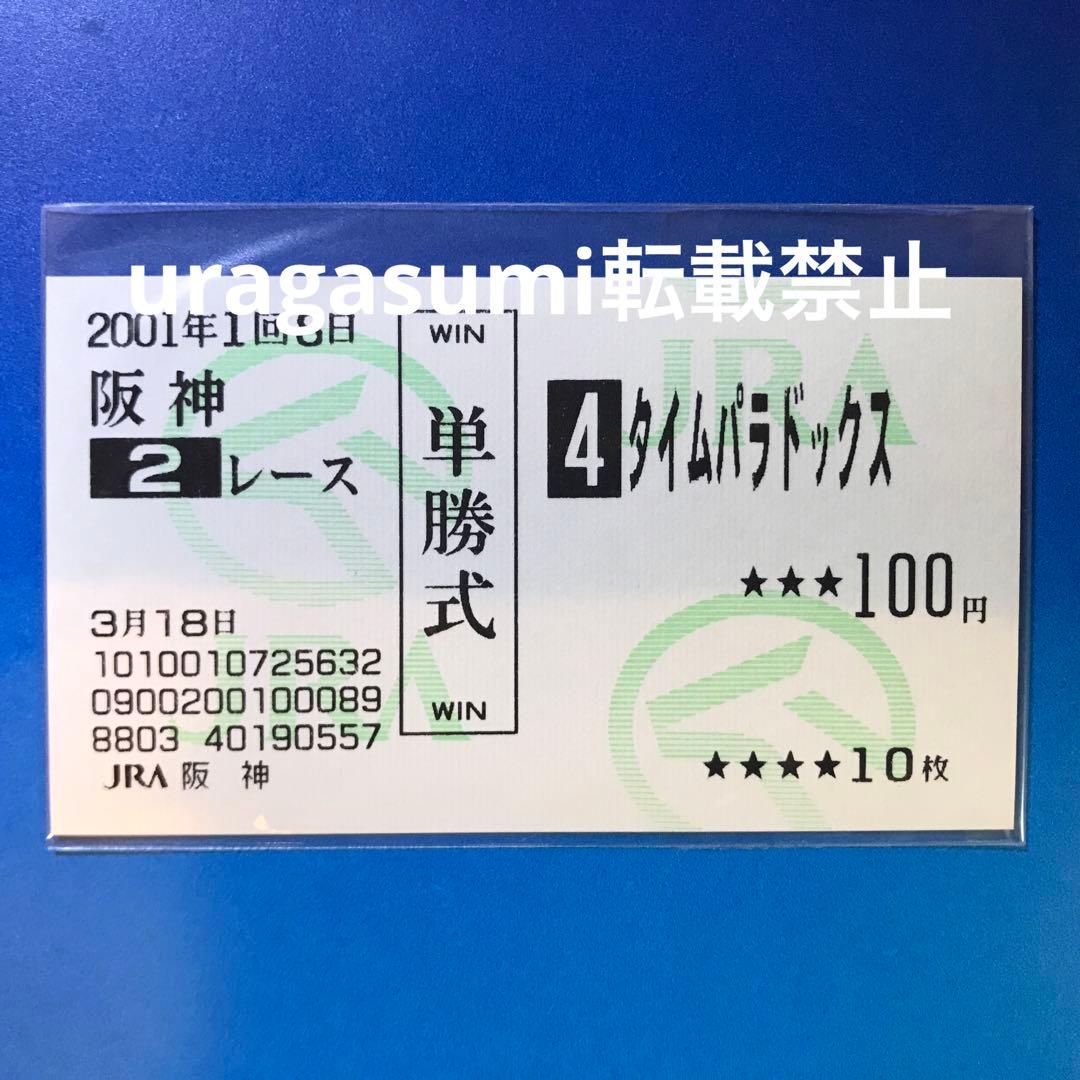 uragasumi転載禁止
2001年1回8日
阪神
2レース
3月18日
1010010725632
0900200100089
8803 40190557
JRA 阪 神
WIN
単勝式
WIN
4 タイムパラドックス
★★★100円
★★★★10枚
JRA
JRA